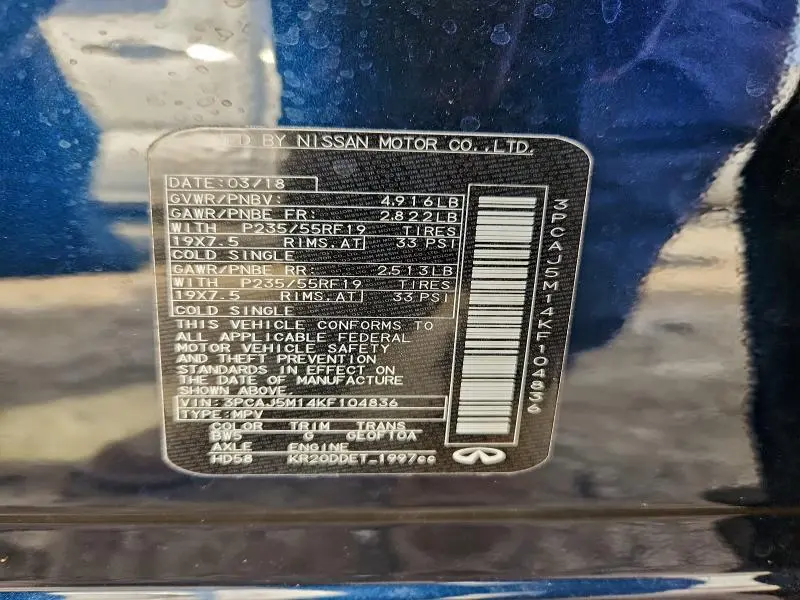 ED BY NISSAN MOTOR CO.,LTD.
DATE:03/18
GVWR/PNBV: 4,916LB
GAWR/PNBE FR: 2,822LB
WITH P235/55RF19 TIRES
19X7.5 RIMS.AT 33 PSI
COLD SINGLE
GAWR/PNBE RR: 2,513LB
WITH P235/55RF19 TIRES
19X7.5 RIMS.AT 33 PSI
COLD SINGLE
THIS VEHICLE CONFORMS TO
ALL APPLICABLE FEDERAL
MOTOR VEHICLE SAFETY
AND THEFT PREVENTION
STANDARDS IN EFFECT ON
THE DATE OF MANUFACTURE
SHOWN ABOVE.
VIN:3PCAJ5M14KF104836
TYPE:MPV
COLOR TRIM TRANS
BW5 G GEOF10A
AXLE ENGINE
HD58 KR20DDET 1997cc
3PCAJ5M14KF104836